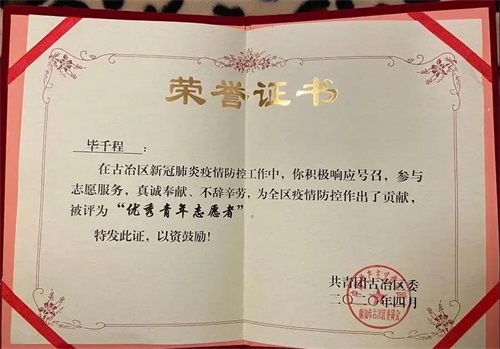 荣誉证书
毕千程：
在古冶区新冠肺炎疫情防控工作中，你积极响应号召，参与
志愿服务，真诚奉献、不辞辛劳，为全区疫情防控作出了贡献，
被评为“优秀青年志愿者”。
特发此证，以资鼓励！
共青团古冶区委
二〇二〇年四月